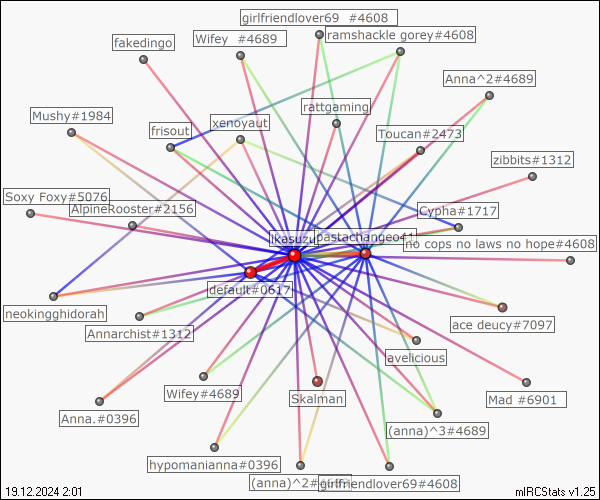 girlfriendlover69 #4608
ramshackle gorey#4608
fakedingo
Wifey #4689
Anna^2#4689
Mushy#1984
rattgaming
frisout
xenoyaut
Toucan#2473
zibbits#1312
Soxy Foxy#5076
AlpineRooster#2156
Cypha#1717
ikasuzu
pastachangeo41
no cops no laws no hope#4608
default#0617
neokingghidorah
Annarchist#1312
ace deucy#7097
avelicious
Wifey#4689
Skalman
Mad #6901
Anna.#0396
(anna)^3#4689
hypomanianna#0396
(anna)^2
girlfriendlover69#4608
19.12.2024 2:01
mIRCStats v1.25